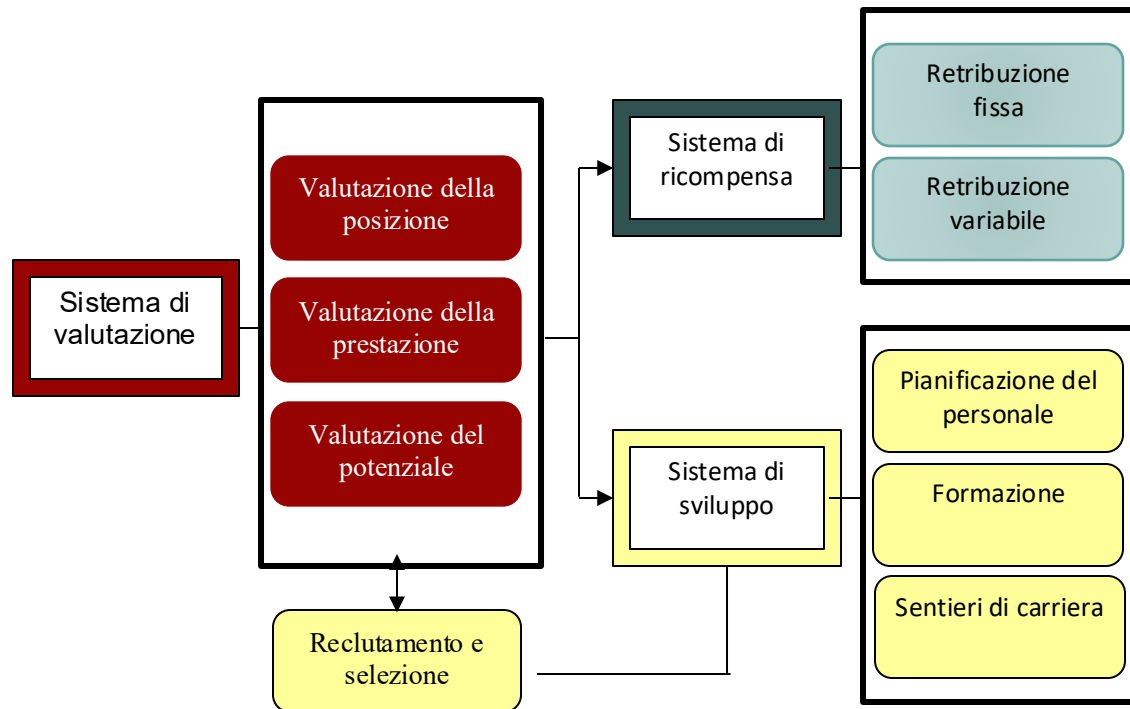 Sistema di
valutazione
Valutazione della
posizione
Valutazione della
prestazione
Valutazione del
potenziale
Reclutamento e
selezione
Sistema di
ricompensa
Retribuzione
fissa
Retribuzione
variabile
Sistema di
sviluppo
Pianificazione del
personale
Formazione
Sentieri di carriera